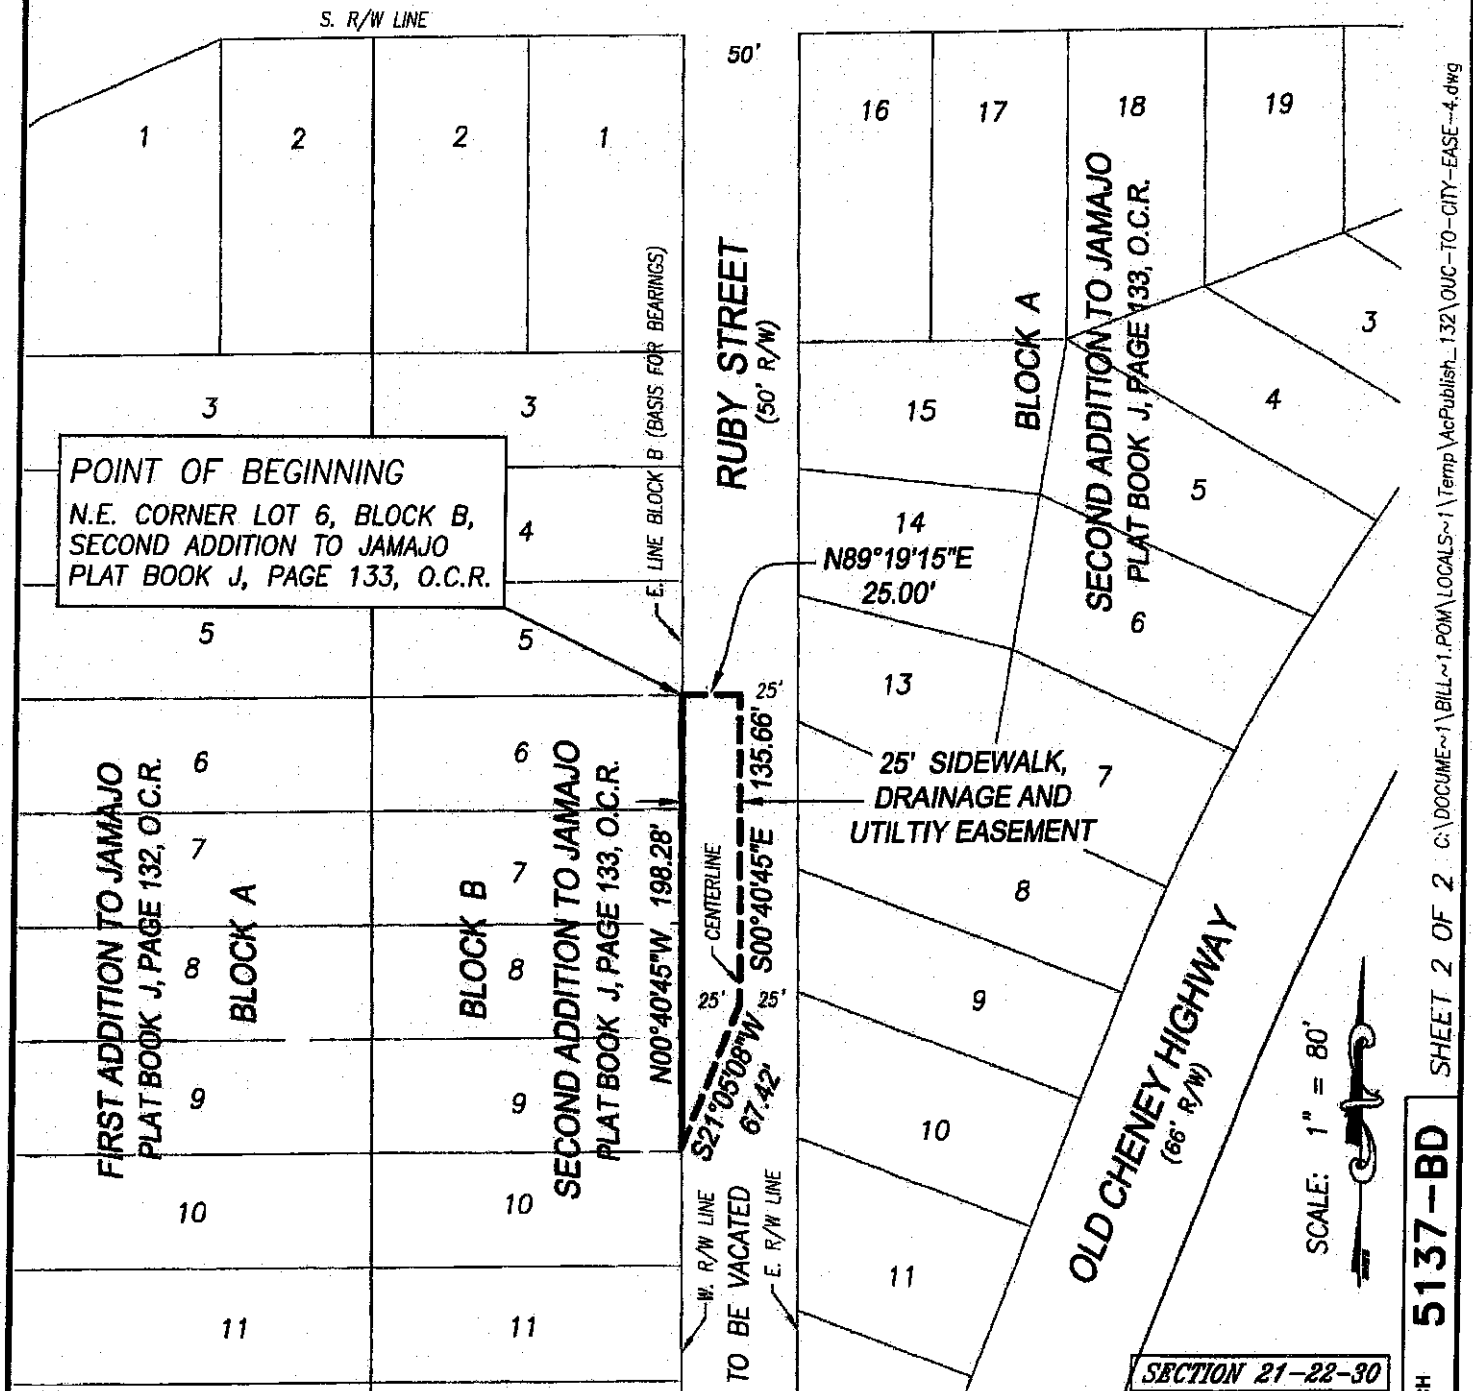 S. R/W LINE
50'
1
2
2
1
16
17
18
19
3
3
4
5
5
6
6
7
7
8
8
9
9
10
10
11
11
15
14
13
3
4
5
6
7
8
9
10
11
E. LINE BLOCK B (BASIS FOR BEARINGS)
RUBY STREET
(50' R/W)
BLOCK A
SECOND ADDITION TO JAMAJO
PLAT BOOK J, PAGE 133, O.C.R.
POINT OF BEGINNING
N.E. CORNER LOT 6, BLOCK B,
SECOND ADDITION TO JAMAJO
PLAT BOOK J, PAGE 133, O.C.R.
N89°19'15"E
25.00'
25'
S00°40'45"E 135.66'
25' SIDEWALK,
DRAINAGE AND
UTILTIY EASEMENT
FIRST ADDITION TO JAMAJO
PLAT BOOK J, PAGE 132, O.C.R.
BLOCK A
BLOCK B
SECOND ADDITION TO JAMAJO
PLAT BOOK J, PAGE 133, O.C.R.
N00°40'45"W 198.28'
CENTERLINE
25'
25'
S21°05'08"W
67.42'
W. R/W LINE
TO BE VACATED
E. R/W LINE
OLD CHENEY HIGHWAY
(66' R/W)
SCALE: 1" = 80'
SECTION 21-22-30
5137-BD
SHEET 2 OF 2
C:\DOCUME~1\BILL~1.POM\LOCALS~1\Temp\AcPublish_132\OUC-TO-CITY-EASE-4.dwg